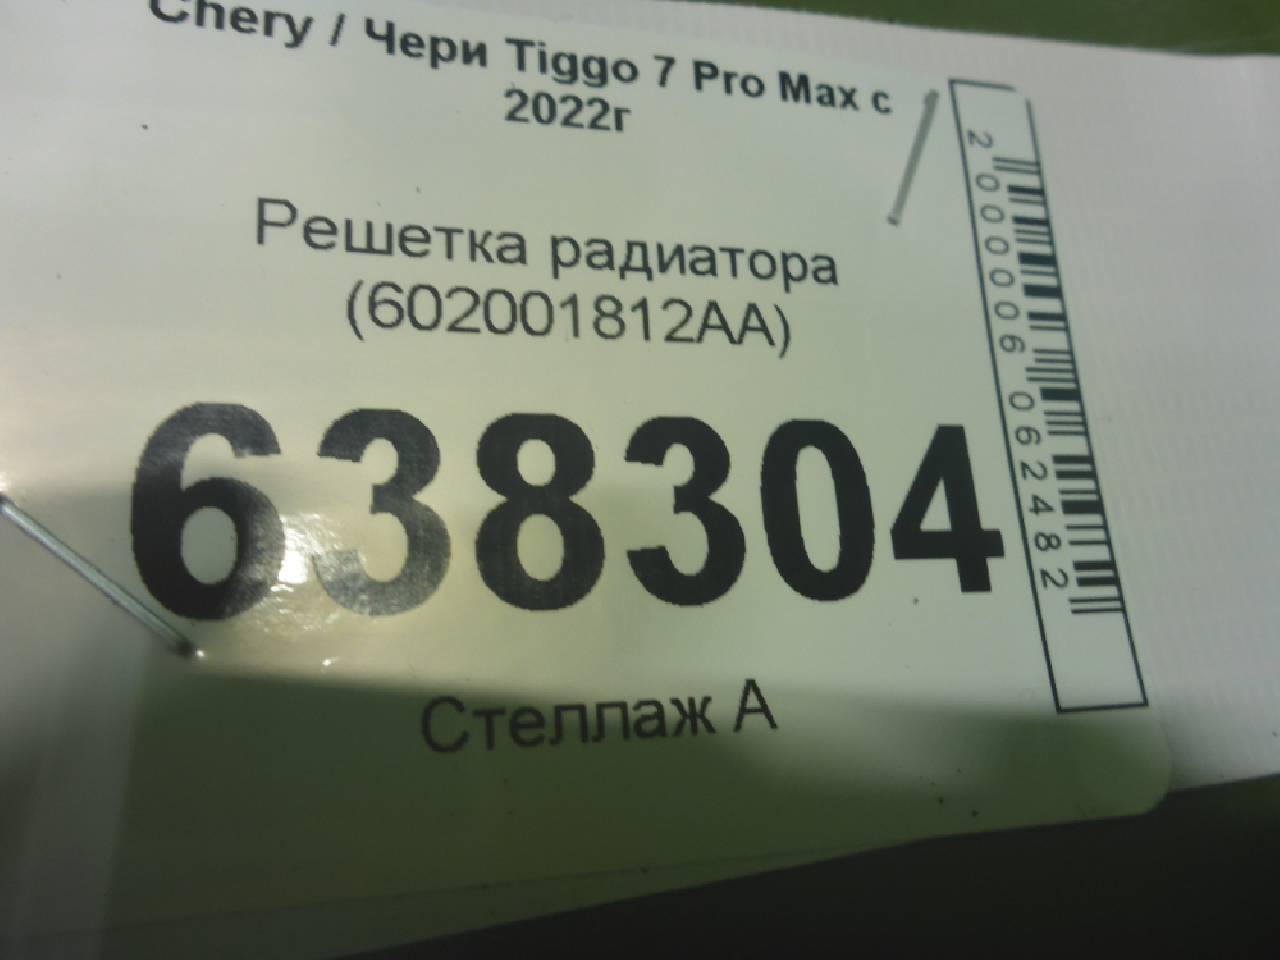 Chery / Чери Tiggo 7 Pro Max с
2022г
Решетка радиатора
(602001812AA)
638304
Стеллаж А
2000006062482